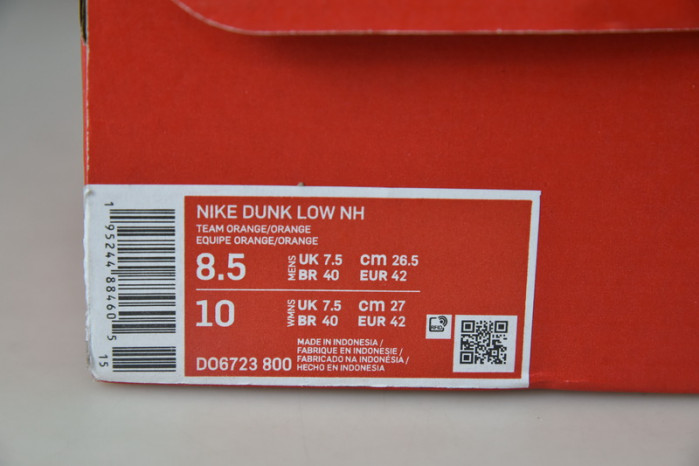 NIKE DUNK LOW NH
TEAM ORANGE/ORANGE
EQUIPE ORANGE/ORANGE
8.5 MENS UK 7.5 cm 26.5
BR 40 EUR 42
10 WMNS UK 7.5 cm 27
BR 40 EUR 42
MADE IN INDONESIA /
FABRIQUE EN INDONESIE /
FABRICADO NA INDONÉSIA /
HECHO EN INDONESIA
DO6723 800
RFID
1 95244 88460 5
15